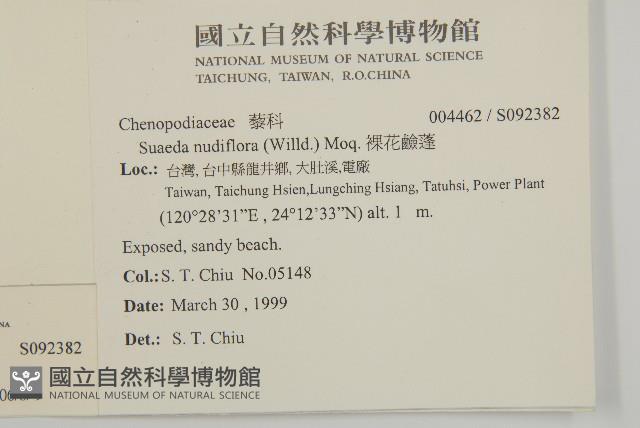 國立自然科學博物館
NATIONAL MUSEUM OF NATURAL SCIENCE
TAICHUNG, TAIWAN, R.O.CHINA
Chenopodiaceae 藜科 004462 / S092382
Suaeda nudiflora (Willd.) Moq. 裸花鹼蓬
Loc.: 台灣, 台中縣龍井鄉, 大肚溪,電廠
Taiwan, Taichung Hsien,Lungching Hsiang, Tatuhsi, Power Plant
(120°28'31”E , 24°12'33”N) alt. 1 m.
Exposed, sandy beach.
Col.: S. T. Chiu No.05148
Date: March 30 , 1999
Det.: S. T. Chiu
S092382
國立自然科學博物館
NATIONAL MUSEUM OF NATURAL SCIENCE